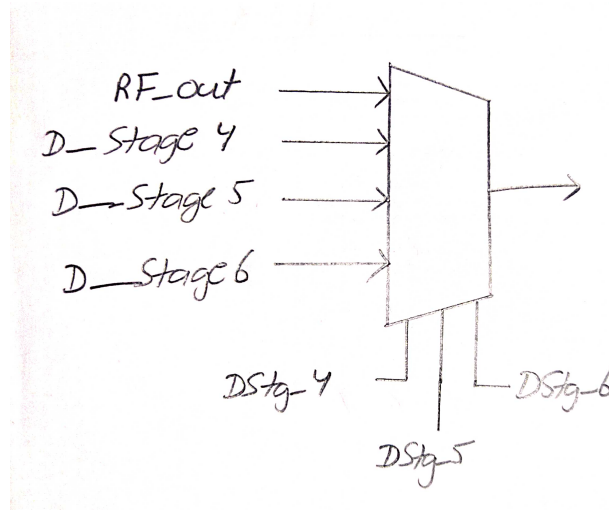 RF_out
D_Stage 4
D_Stage 5
D_Stage 6
DStg_4
DStg_6
DStg_5